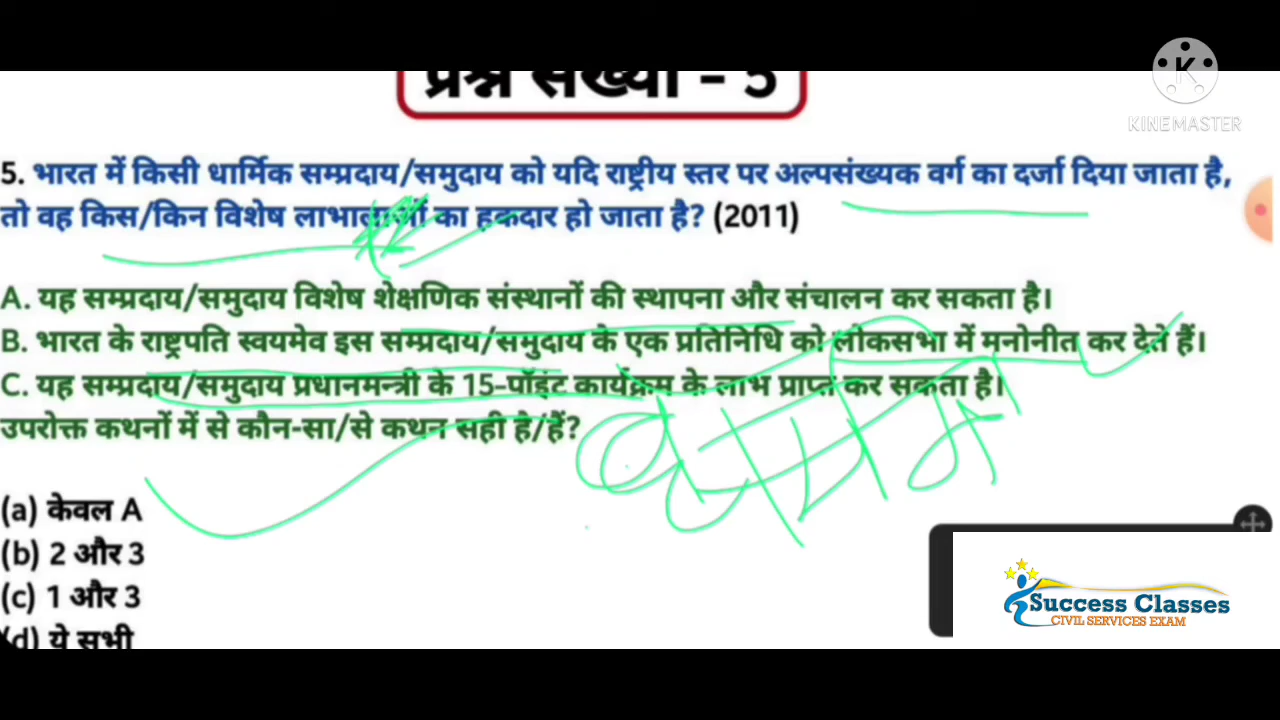 प्रश्न संख्या – 5
KINEMASTER
5. भारत में किसी धार्मिक सम्प्रदाय/समुदाय को यदि राष्ट्रीय स्तर पर अल्पसंख्यक वर्ग का दर्जा दिया जाता है,
तो वह किस/किन विशेष लाभालाभों का हकदार हो जाता है? (2011)
A. यह सम्प्रदाय/समुदाय विशेष शेक्षणिक संस्थानों की स्थापना और संचालन कर सकता है।
B. भारत के राष्ट्रपति स्वयमेव इस सम्प्रदाय/समुदाय के एक प्रतिनिधि को लोकसभा में मनोनीत कर देते हैं।
C. यह सम्प्रदाय/समुदाय प्रधानमन्त्री के 15-पॉइंट कार्यक्रम के लाभ प्राप्त कर सकता है।
उपरोक्त कथनों में से कौन-सा/से कथन सही है/हैं?
(a) केवल A
(b) 2 और 3
(c) 1 और 3
(d) ये सभी
Success Classes
CIVIL SERVICES EXAM